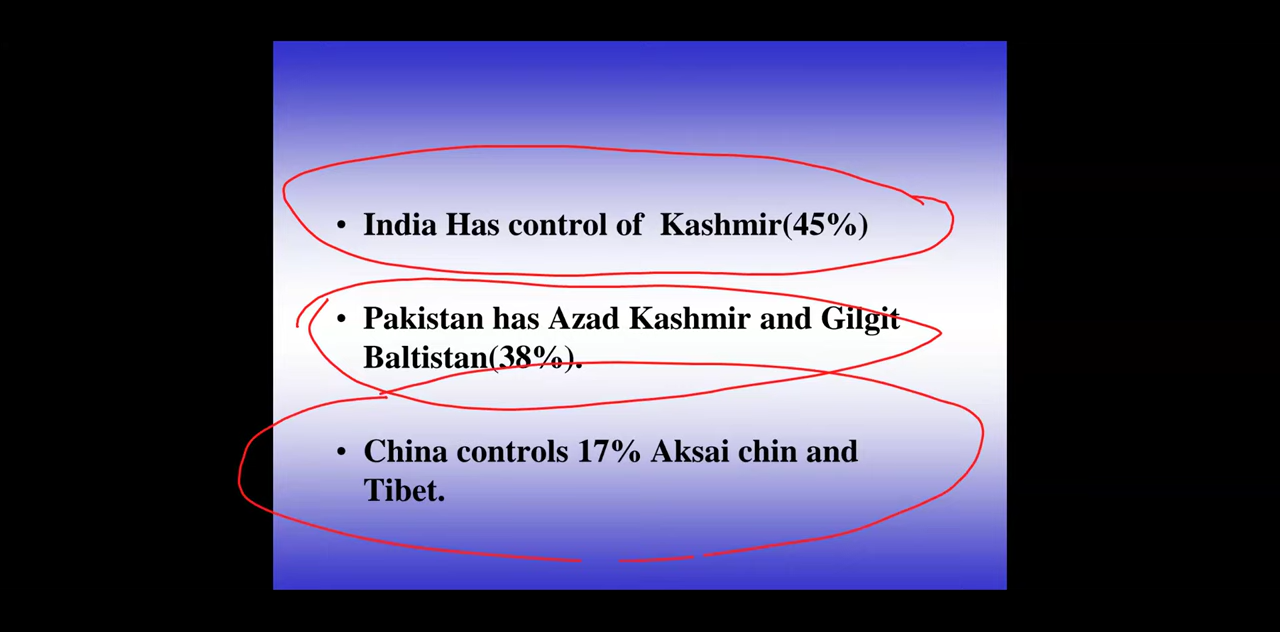 • India Has control of Kashmir(45%)
• Pakistan has Azad Kashmir and Gilgit
Baltistan(38%).
• China controls 17% Aksai chin and
Tibet.